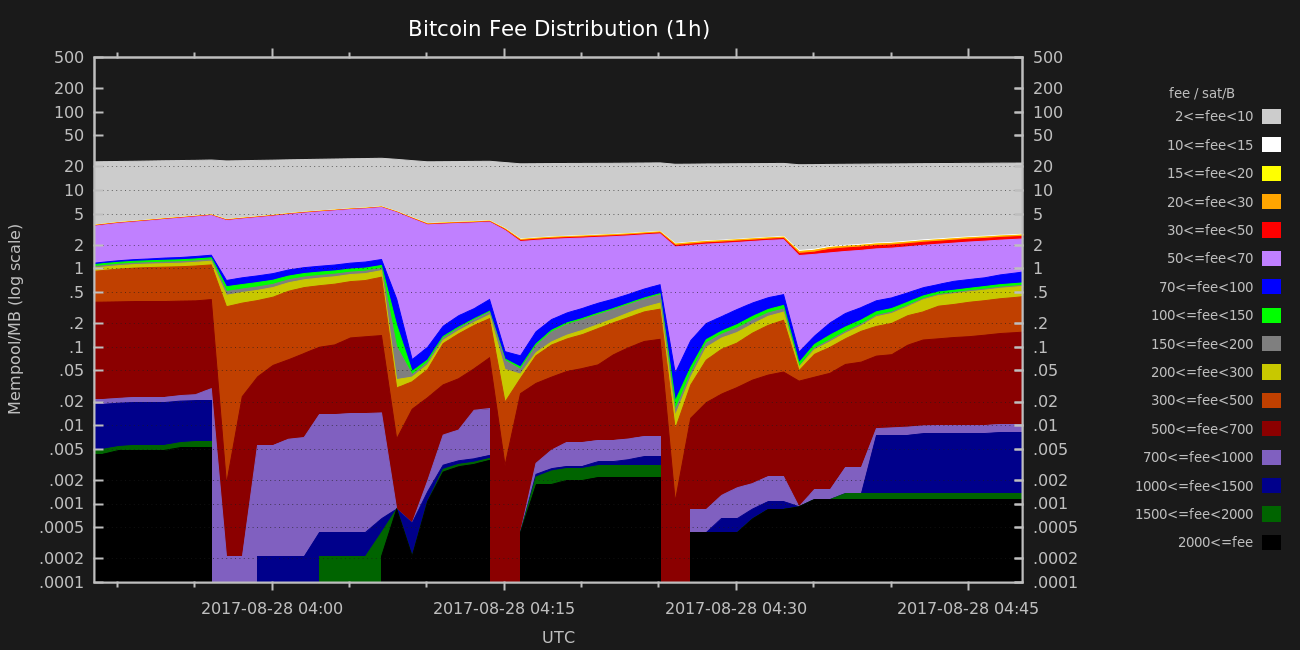 Bitcoin Fee Distribution (1h)
Mempool/MB (log scale)
500
200
100
50
20
10
5
2
1
.5
.2
.1
.05
.02
.01
.005
.002
.001
.0005
.0002
.0001
500
200
100
50
20
10
5
2
1
.5
.2
.1
.05
.02
.01
.005
.002
.001
.0005
.0002
.0001
2017-08-28 04:00
2017-08-28 04:15
2017-08-28 04:30
2017-08-28 04:45
UTC
fee / sat/B
2<=fee<10
10<=fee<15
15<=fee<20
20<=fee<30
30<=fee<50
50<=fee<70
70<=fee<100
100<=fee<150
150<=fee<200
200<=fee<300
300<=fee<500
500<=fee<700
700<=fee<1000
1000<=fee<1500
1500<=fee<2000
2000<=fee